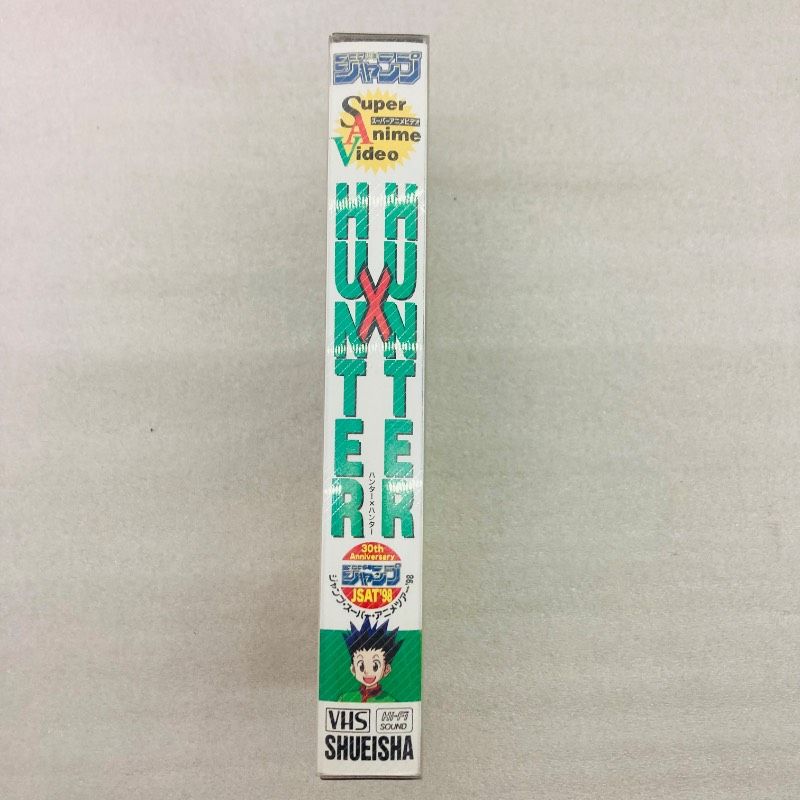 ジャンプ
Super
スーパーアニメビデオ
Anime
Video
HUNTER
X
HUNTER
ハンター×ハンター
30th
Anniversary
ジャンプ
JSAT'98
ジャンプ・スーパー・アニメツアー'98
VHS
Hi-Fi
SOUND
SHUEISHA